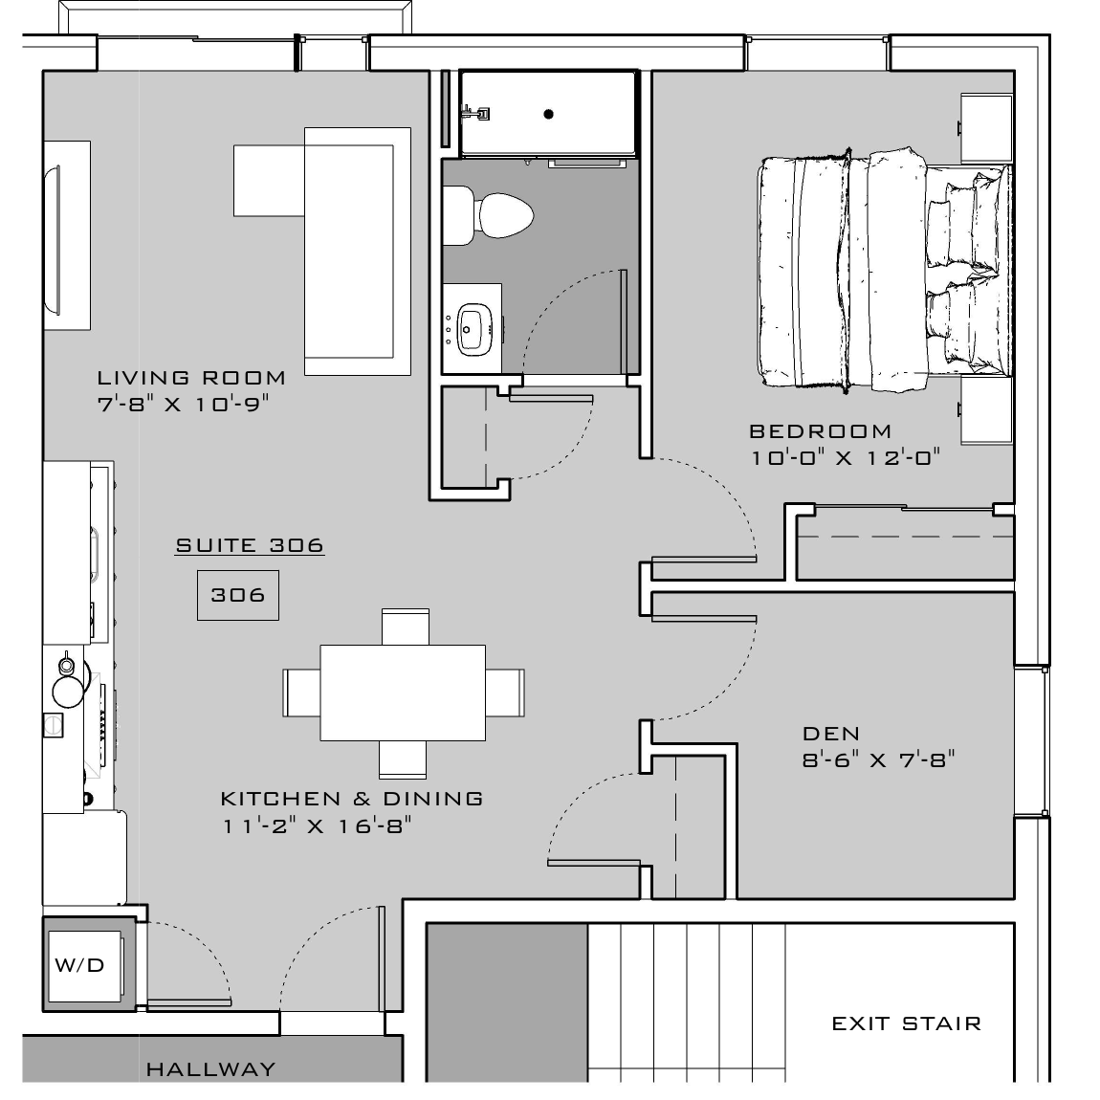 LIVING ROOM
7'-8" X 10'-9"
BEDROOM
10'-0" X 12'-0"
SUITE 306
306
DEN
8'-6" X 7'-8"
KITCHEN & DINING
11'-2" X 16'-8"
W/D
EXIT STAIR
HALLWAY